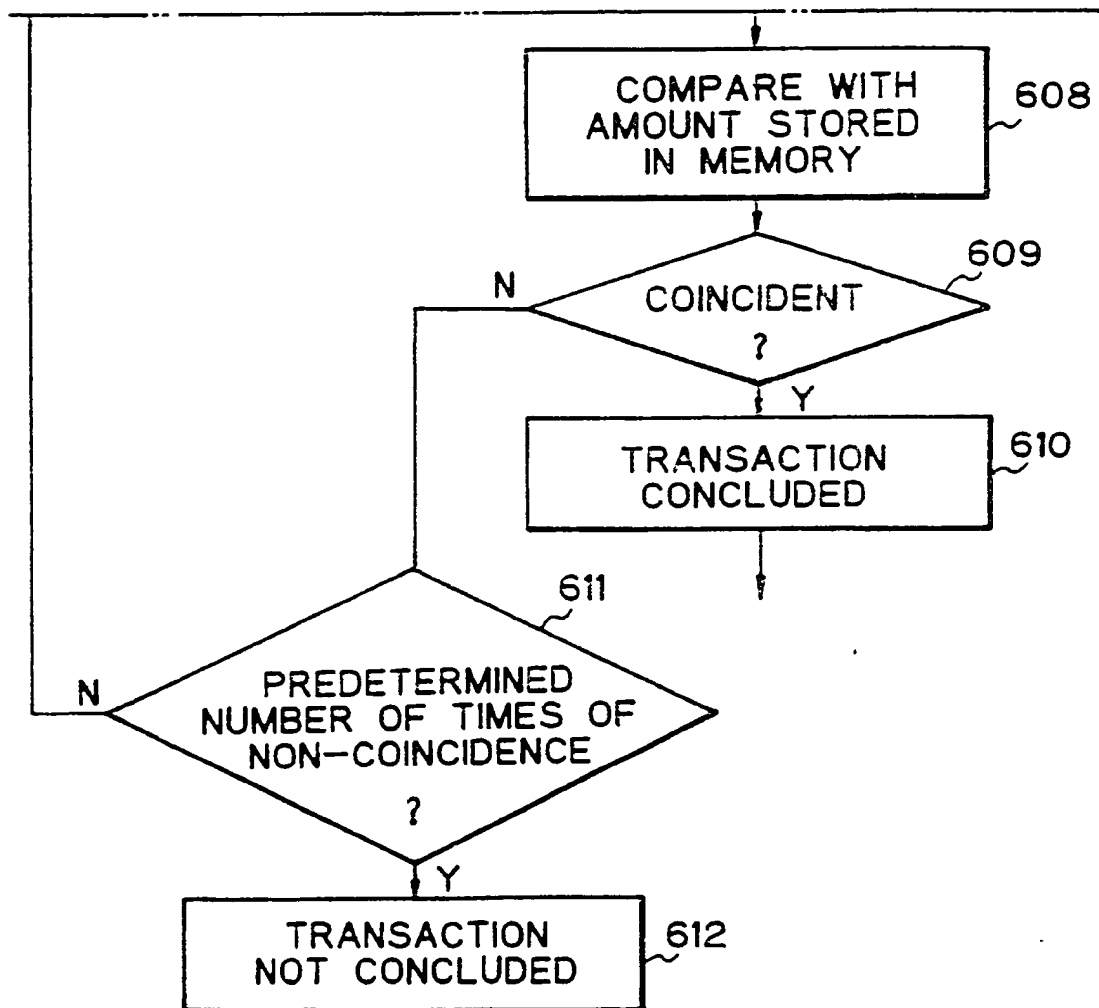 COMPARE WITH
AMOUNT STORED
IN MEMORY
608
609
N
COINCIDENT
?
Y
TRANSACTION
CONCLUDED
610
611
N
PREDETERMINED
NUMBER OF TIMES OF
NON-COINCIDENCE
?
Y
TRANSACTION
NOT CONCLUDED
612